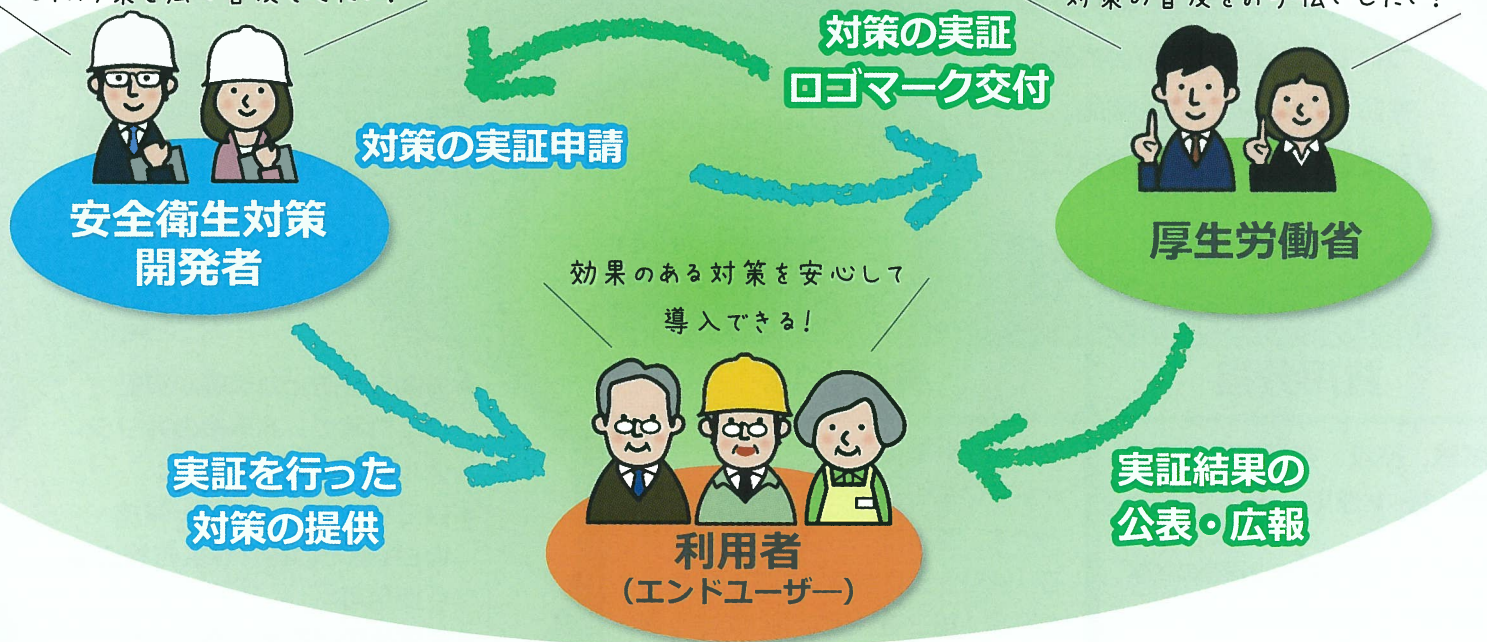 対策の実証
ロゴマーク交付
対策の実証申請
安全衛生対策
開発者
厚生労働省
効果のある対策を安心して
導入できる!
実証を行った
対策の提供
実証結果の
公表・広報
利用者
(エンドユーザー)